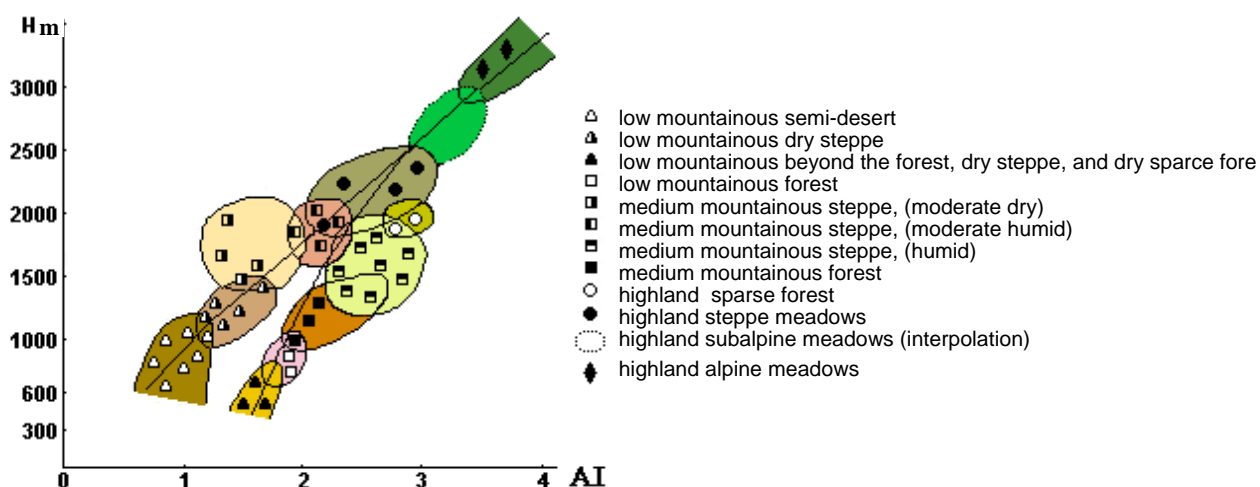 H m
3000
2500
2000
1500
1000
600
300
0 1 2 3 4 AI
low mountainous semi-desert
low mountainous dry steppe
low mountainous beyond the forest, dry steppe, and dry sparce fore
low mountainous forest
medium mountainous steppe, (moderate dry)
medium mountainous steppe, (moderate humid)
medium mountainous steppe, (humid)
medium mountainous forest
highland sparse forest
highland steppe meadows
highland subalpine meadows (interpolation)
highland alpine meadows